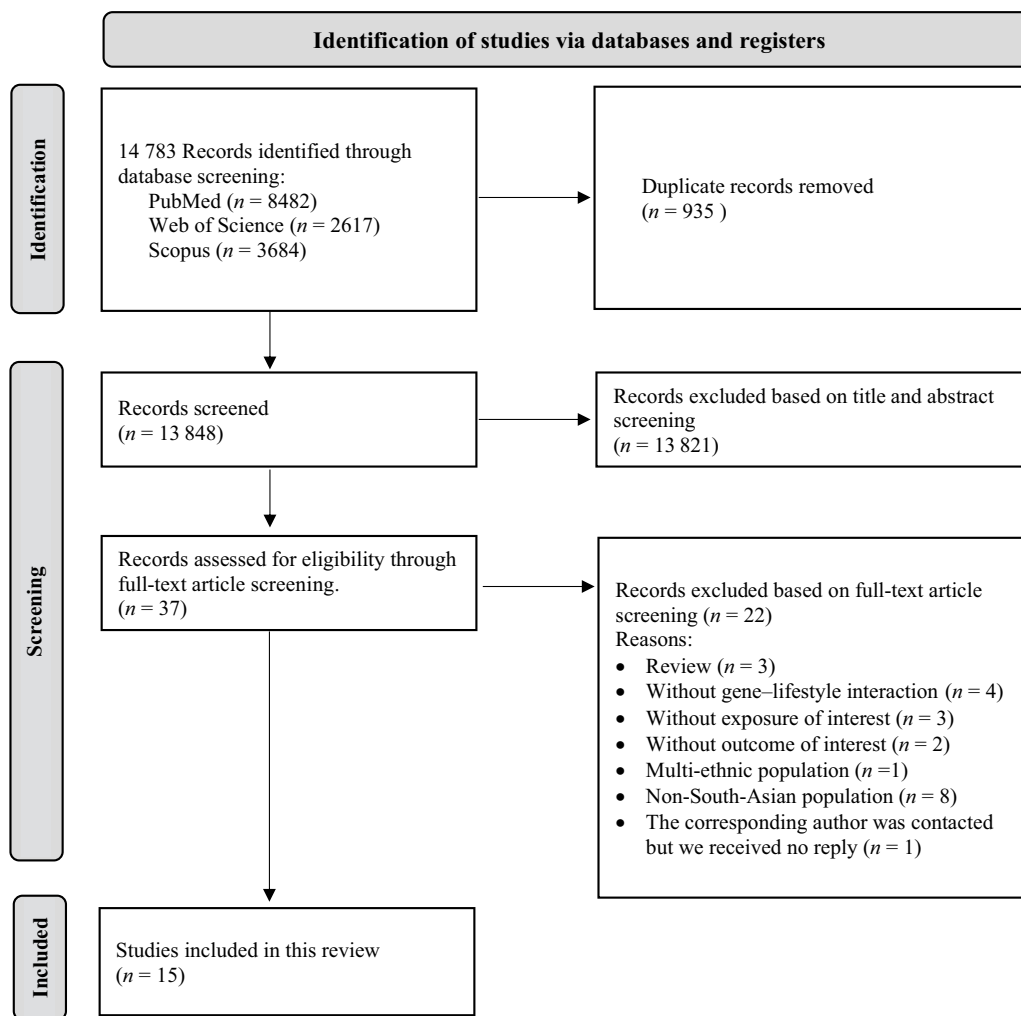 Identification of studies via databases and registers
Identification
14 783 Records identified through
database screening:
PubMed (n = 8482)
Web of Science (n = 2617)
Scopus (n = 3684)
Duplicate records removed
(n = 935 )
Screening
Records screened
(n = 13 848)
Records excluded based on title and abstract
screening
(n = 13 821)
Records assessed for eligibility through
full-text article screening.
(n = 37)
Records excluded based on full-text article
screening (n = 22)
Reasons:
• Review (n = 3)
• Without gene–lifestyle interaction (n = 4)
• Without exposure of interest (n = 3)
• Without outcome of interest (n = 2)
• Multi-ethnic population (n =1)
• Non-South-Asian population (n = 8)
• The corresponding author was contacted
but we received no reply (n = 1)
Included
Studies included in this review
(n = 15)